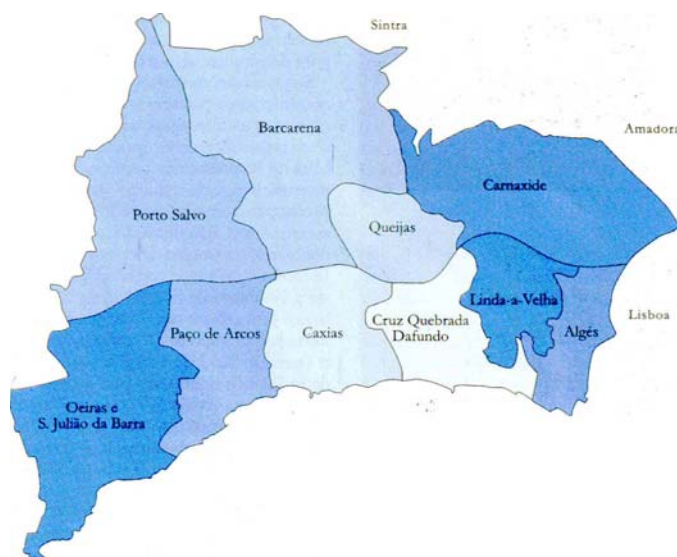 Sintra
Barcarena
Amadora
Carnaxide
Porto Salvo
Queijas
Linda-a-Velha
Lisboa
Paço de Arcos
Caxias
Cruz Quebrada
Dafundo
Algés
Oeiras e
S. Julião da Barra